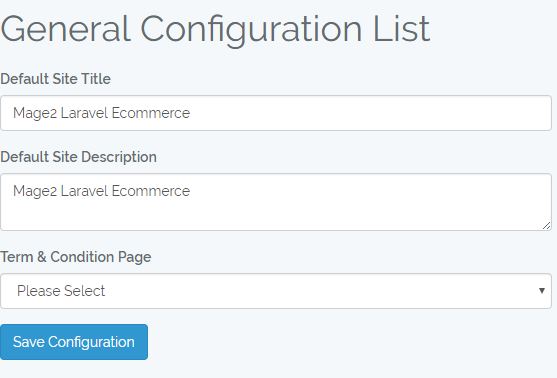 General Configuration List
Default Site Title
Mage2 Laravel Ecommerce
Default Site Description
Mage2 Laravel Ecommerce
Term & Condition Page
Please Select
Save Configuration